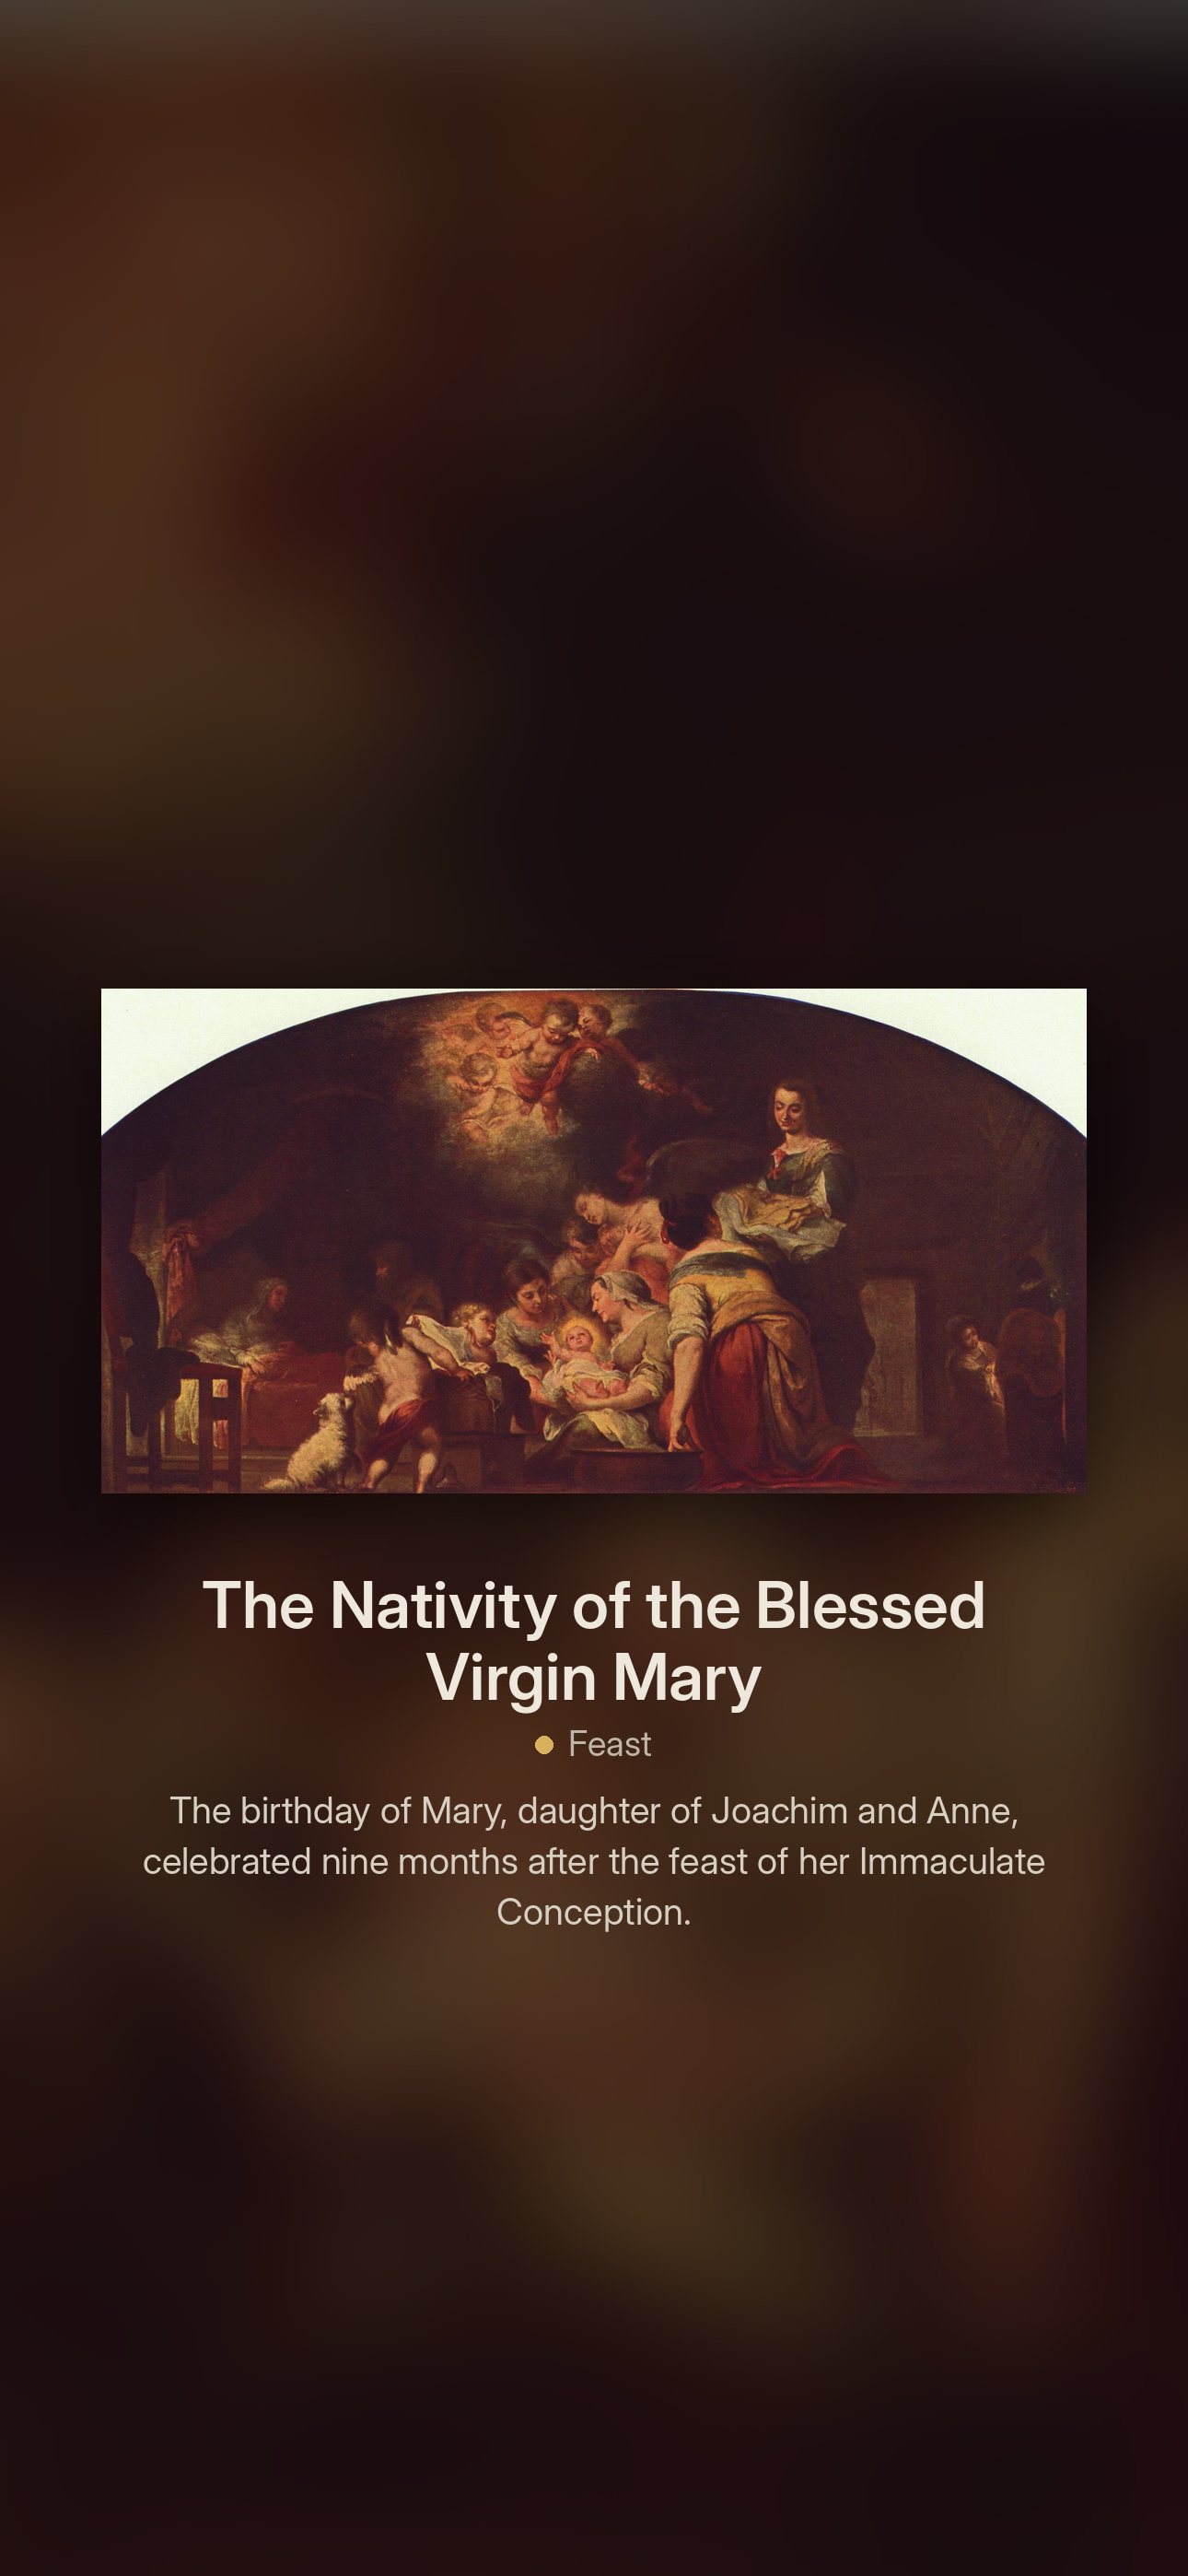 The Nativity of the Blessed
Virgin Mary
Feast
The birthday of Mary, daughter of Joachim and Anne,
celebrated nine months after the feast of her Immaculate
Conception.